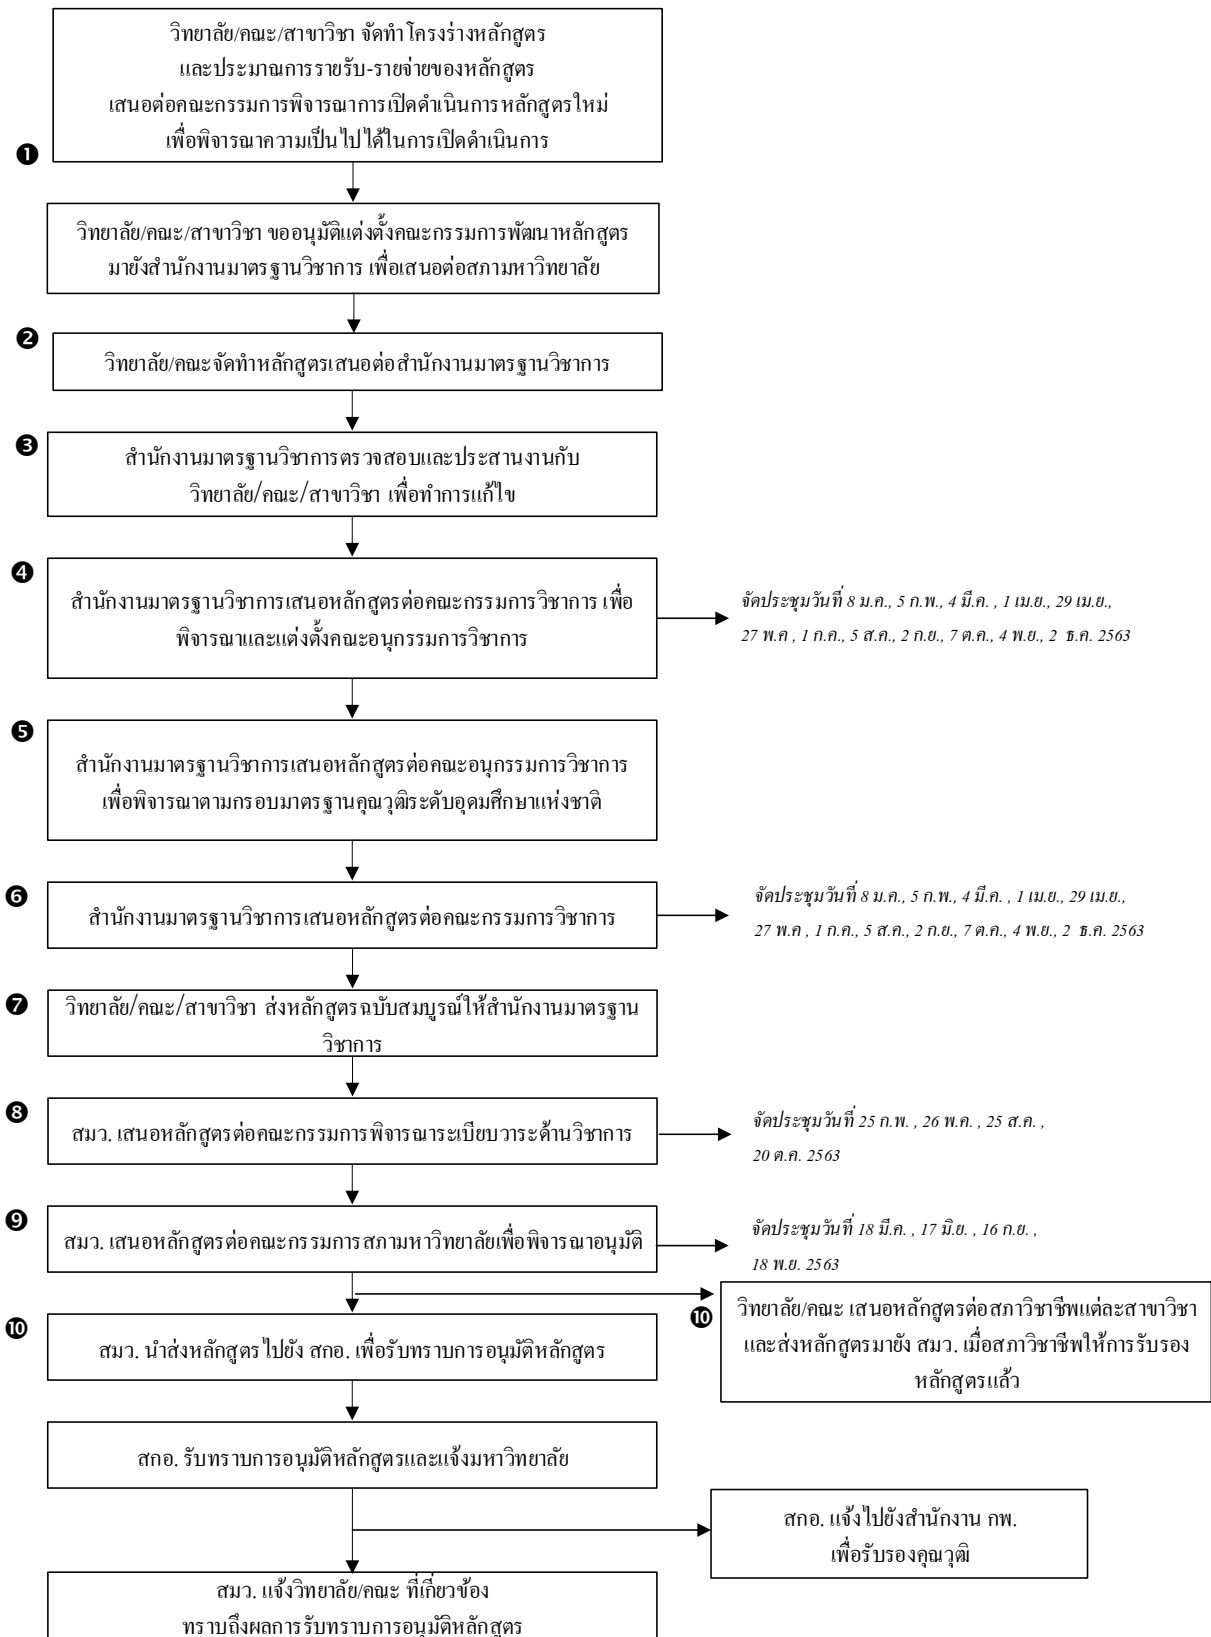 วิทยาลัย/คณะ/สาขาวิชา จัดทำโครงร่างหลักสูตร
และประมาณการรายรับ-รายจ่ายของหลักสูตร
เสนอต่อคณะกรรมการพิจารณาการเปิดดำเนินการหลักสูตรใหม่
เพื่อพิจารณาความเป็นไปได้ในการเปิดดำเนินการ
❶
วิทยาลัย/คณะ/สาขาวิชา ขออนุมัติแต่งตั้งคณะกรรมการพัฒนาหลักสูตร
มายังสำนักงานมาตรฐานวิชาการ เพื่อเสนอต่อสภามหาวิทยาลัย
❷
วิทยาลัย/คณะจัดทำหลักสูตรเสนอต่อสำนักงานมาตรฐานวิชาการ
❸
สำนักงานมาตรฐานวิชาการตรวจสอบและประสานงานกับ
วิทยาลัย/คณะ/สาขาวิชา เพื่อทำการแก้ไข
❹
สำนักงานมาตรฐานวิชาการเสนอหลักสูตรต่อคณะกรรมการวิชาการ เพื่อ
พิจารณาและแต่งตั้งคณะอนุกรรมการวิชาการ
จัดประชุมวันที่ 8 ม.ค., 5 ก.พ., 4 มี.ค. , 1 เม.ย., 29 เม.ย.,
27 พ.ค , 1 ก.ค., 5 ส.ค., 2 ก.ย., 7 ต.ค., 4 พ.ย., 2 ธ.ค. 2563
❺
สำนักงานมาตรฐานวิชาการเสนอหลักสูตรต่อคณะอนุกรรมการวิชาการ
เพื่อพิจารณาตามกรอบมาตรฐานคุณวุฒิระดับอุดมศึกษาแห่งชาติ
❻
สำนักงานมาตรฐานวิชาการเสนอหลักสูตรต่อคณะกรรมการวิชาการ
จัดประชุมวันที่ 8 ม.ค., 5 ก.พ., 4 มี.ค. , 1 เม.ย., 29 เม.ย.,
27 พ.ค , 1 ก.ค., 5 ส.ค., 2 ก.ย., 7 ต.ค., 4 พ.ย., 2 ธ.ค. 2563
❼
วิทยาลัย/คณะ/สาขาวิชา ส่งหลักสูตรฉบับสมบูรณ์ให้สำนักงานมาตรฐาน
วิชาการ
❽
สมว. เสนอหลักสูตรต่อคณะกรรมการพิจารณาระเบียบวาระด้านวิชาการ
จัดประชุมวันที่ 25 ก.พ. , 26 พ.ค. , 25 ส.ค. ,
20 ต.ค. 2563
❾
สมว. เสนอหลักสูตรต่อคณะกรรมการสภามหาวิทยาลัยเพื่อพิจารณาอนุมัติ
จัดประชุมวันที่ 18 มี.ค. , 17 มิ.ย. , 16 ก.ย. ,
18 พ.ย. 2563
❿
สมว. นำส่งหลักสูตรไปยัง สกอ. เพื่อรับทราบการอนุมัติหลักสูตร
❿
วิทยาลัย/คณะ เสนอหลักสูตรต่อสภาวิชาชีพแต่ละสาขาวิชา
และส่งหลักสูตรมายัง สมว. เมื่อสภาวิชาชีพให้การรับรอง
หลักสูตรแล้ว
สกอ. รับทราบการอนุมัติหลักสูตรและแจ้งมหาวิทยาลัย
สกอ. แจ้งไปยังสำนักงาน กพ.
เพื่อรับรองคุณวุฒิ
สมว. แจ้งวิทยาลัย/คณะ ที่เกี่ยวข้อง
ทราบถึงผลการรับทราบการอนุมัติหลักสูตร